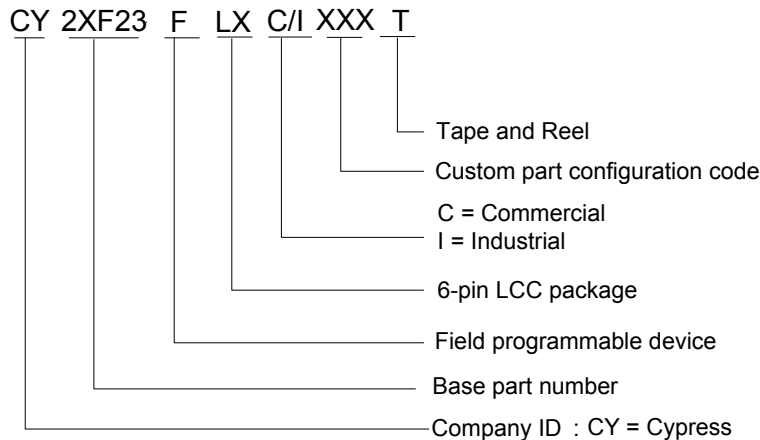 CY 2XF23 F LX C/I XXX T
Tape and Reel
Custom part configuration code
C = Commercial
I = Industrial
6-pin LCC package
Field programmable device
Base part number
Company ID : CY = Cypress